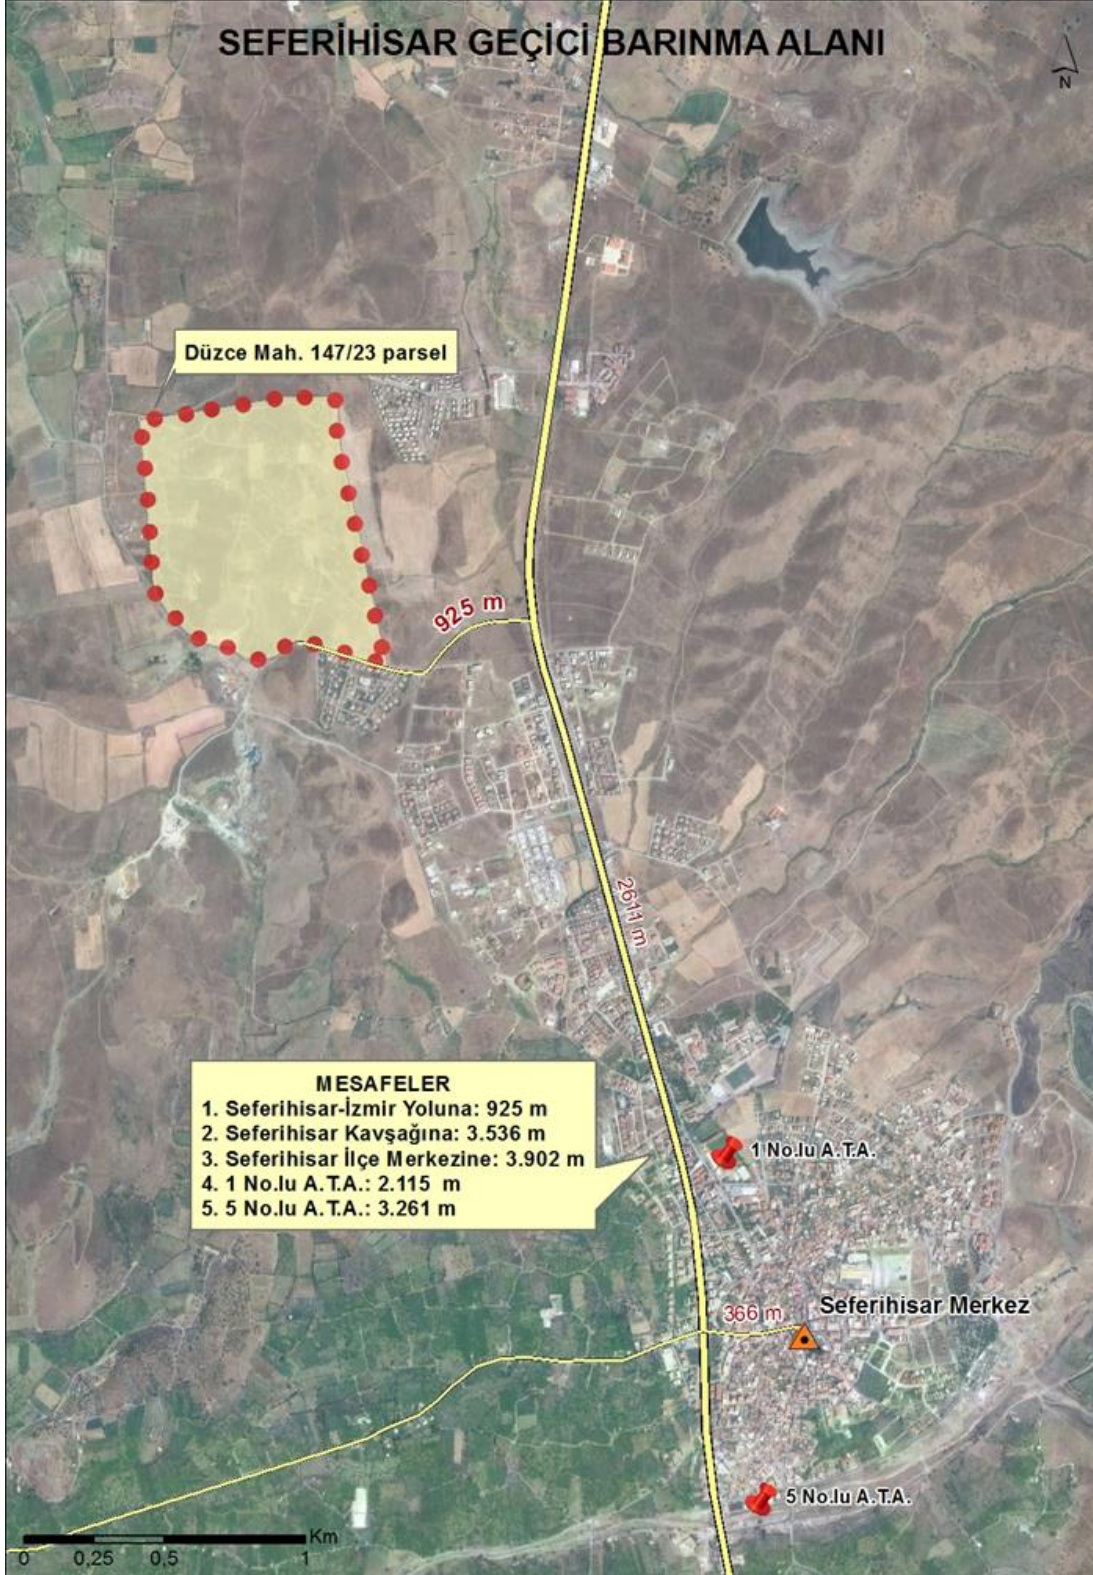 SEFERİHİSAR GEÇİCİ BARINMA ALANI
N
Düzce Mah. 147/23 parsel
925 m
2611 m
MESAFELER
1. Seferihisar-İzmir Yoluna: 925 m
2. Seferihisar Kavşağına: 3.536 m
3. Seferihisar İlçe Merkezine: 3.902 m
4. 1 No.lu A.T.A.: 2.115 m
5. 5 No.lu A.T.A.: 3.261 m
1 No.lu A.T.A.
Seferihisar Merkez
366 m
5 No.lu A.T.A.
Km
0 0,25 0,5 1